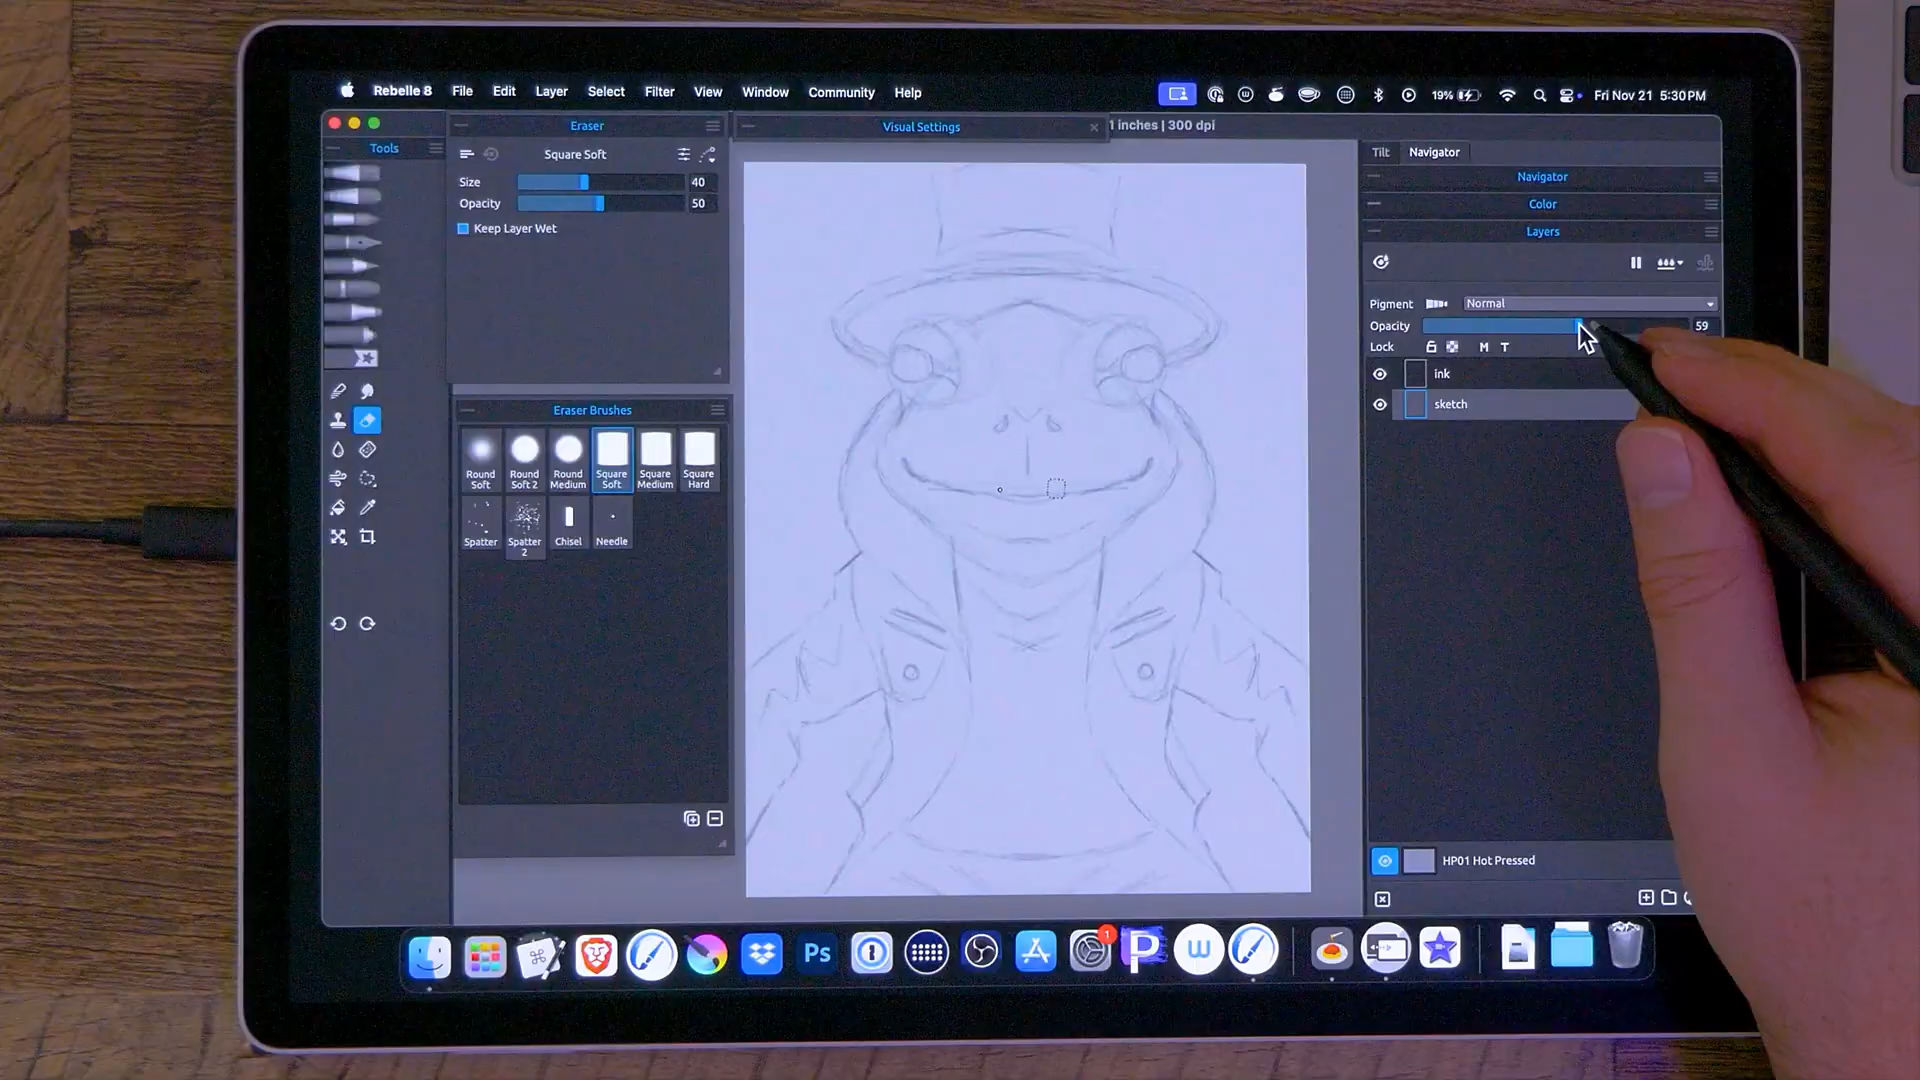 Rebelle 8 File Edit Layer Select Filter View Window Community Help 19% Fri Nov 21 5:30 PM
Tools
Eraser
Square Soft
Size 40
Opacity 50
Keep Layer Wet
Eraser Brushes
Round Soft
Round Soft 2
Round Medium
Square Soft
Square Medium
Square Hard
Spatter
Spatter 2
Chisel
Needle
Visual Settings
1 inches | 300 dpi
Tilt Navigator
Navigator
Color
Layers
Pigment Normal
Opacity 59
Lock M T
ink
sketch
HP01 Hot Pressed
Ps
1
P
W